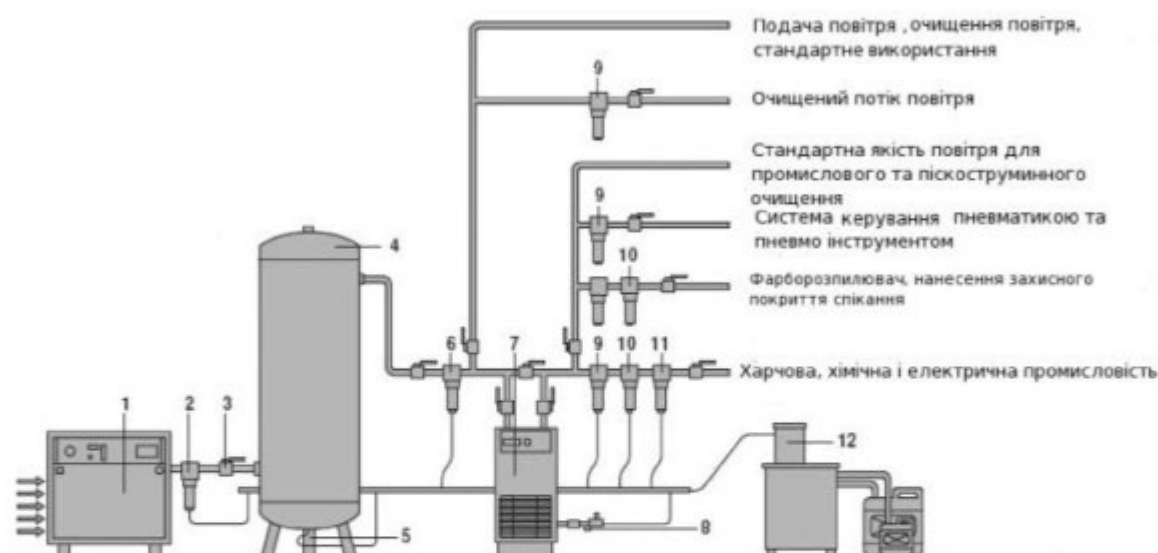 Подача повітря , очищення повітря,
стандартне використання
9
Очищений потік повітря
Стандартна якість повітря для
промислового та піскоструминного
очищення
9
Система керування пневматикою та
пневмо інструментом
4
10
Фарборозпилювач, нанесення захисного
покриття спікання
6
7
9
10
11
Харчова, хімічна і електрична промисловість
1
2
3
12
5
8